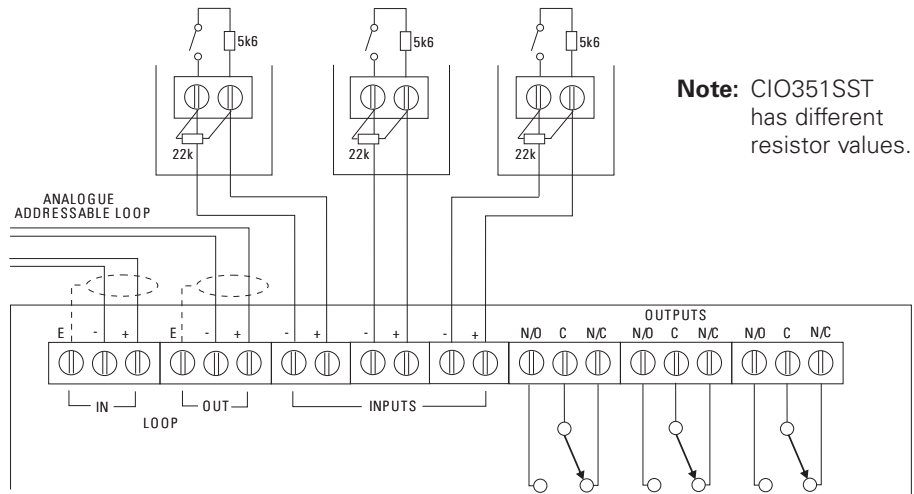 5k6 5k6 5k6
Note: CIO351SST
has different
resistor values.
22k 22k 22k
ANALOGUE
ADDRESSABLE LOOP
OUTPUTS
E - + E - + - + - + - + N/O C N/C N/O C N/C N/O C N/C
IN OUT INPUTS
LOOP